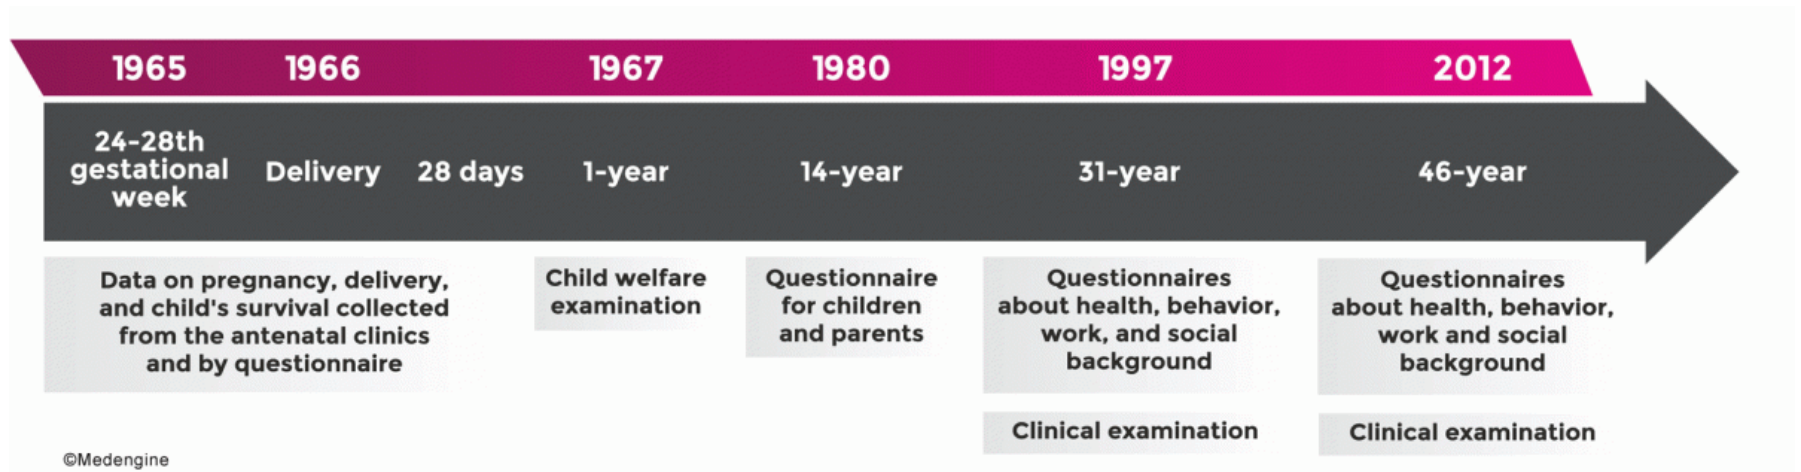 1965 1966 1967 1980 1997 2012
24-28th
gestational
week
Delivery
28 days
1-year
14-year
31-year
46-year
Data on pregnancy, delivery,
and child's survival collected
from the antenatal clinics
and by questionnaire
Child welfare
examination
Questionnaire
for children
and parents
Questionnaires
about health, behavior,
work, and social
background
Clinical examination
Questionnaires
about health, behavior,
work and social
background
Clinical examination
©Medengine